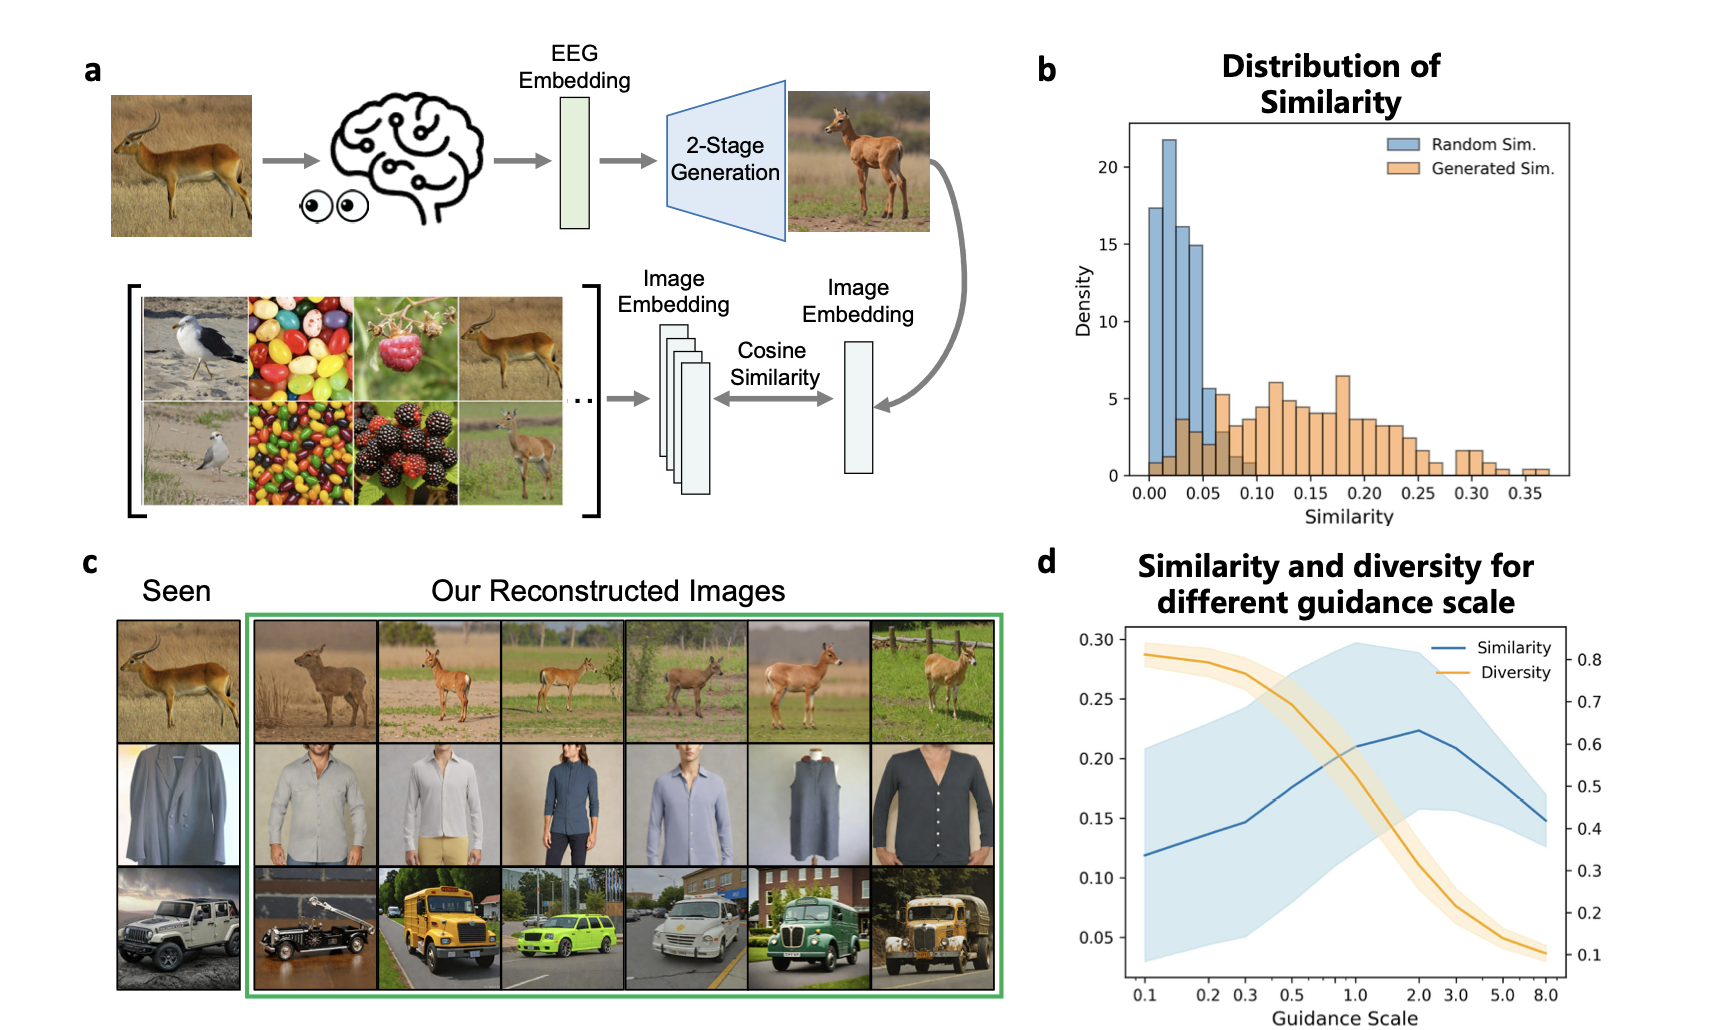 a
EEG
Embedding
2-Stage
Generation
Image
Embedding
Image
Embedding
Cosine
Similarity
...
b
Distribution of
Similarity
Random Sim.
Generated Sim.
Density
20
15
10
5
0
0.00 0.05 0.10 0.15 0.20 0.25 0.30 0.35
Similarity
c
Seen
Our Reconstructed Images
d
Similarity and diversity for
different guidance scale
Similarity
Diversity
0.30
0.25
0.20
0.15
0.10
0.05
0.8
0.7
0.6
0.5
0.4
0.3
0.2
0.1
0.1 0.2 0.3 0.5 1.0 2.0 3.0 5.0 8.0
Guidance Scale